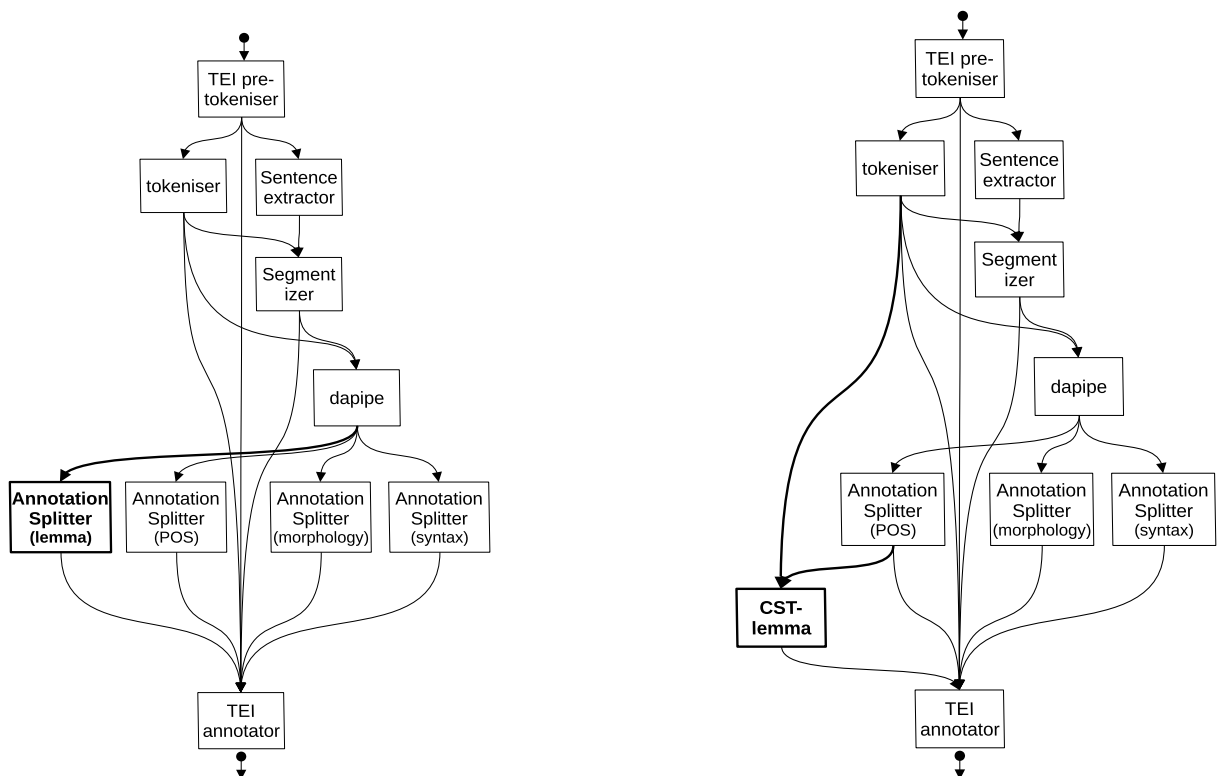 TEI pre-
tokeniser
tokeniser
Sentence
extractor
Segment
izer
dapipe
Annotation
Splitter
(lemma)
Annotation
Splitter
(POS)
Annotation
Splitter
(morphology)
Annotation
Splitter
(syntax)
TEI
annotator
TEI pre-
tokeniser
tokeniser
Sentence
extractor
Segment
izer
dapipe
Annotation
Splitter
(POS)
Annotation
Splitter
(morphology)
Annotation
Splitter
(syntax)
CST-
lemma
TEI
annotator